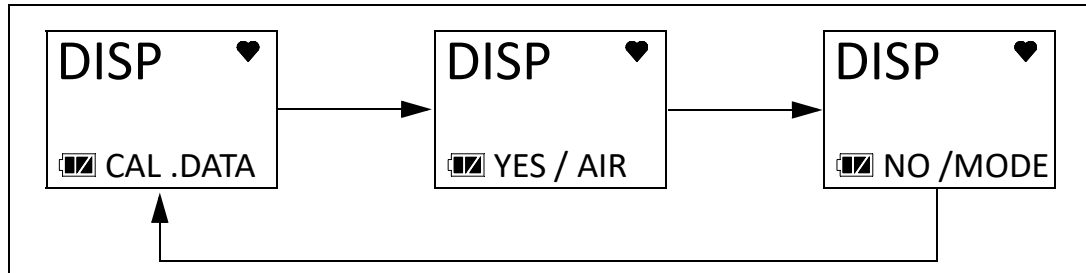 DISP
CAL .DATA
DISP
YES / AIR
DISP
NO /MODE